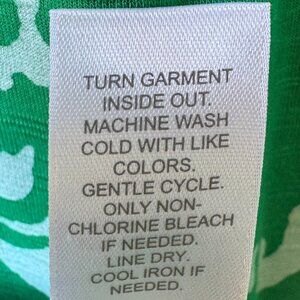 TURN GARMENT
INSIDE OUT.
MACHINE WASH
COLD WITH LIKE
COLORS.
GENTLE CYCLE.
ONLY NON-
CHLORINE BLEACH
IF NEEDED.
LINE DRY.
COOL IRON IF
NEEDED.